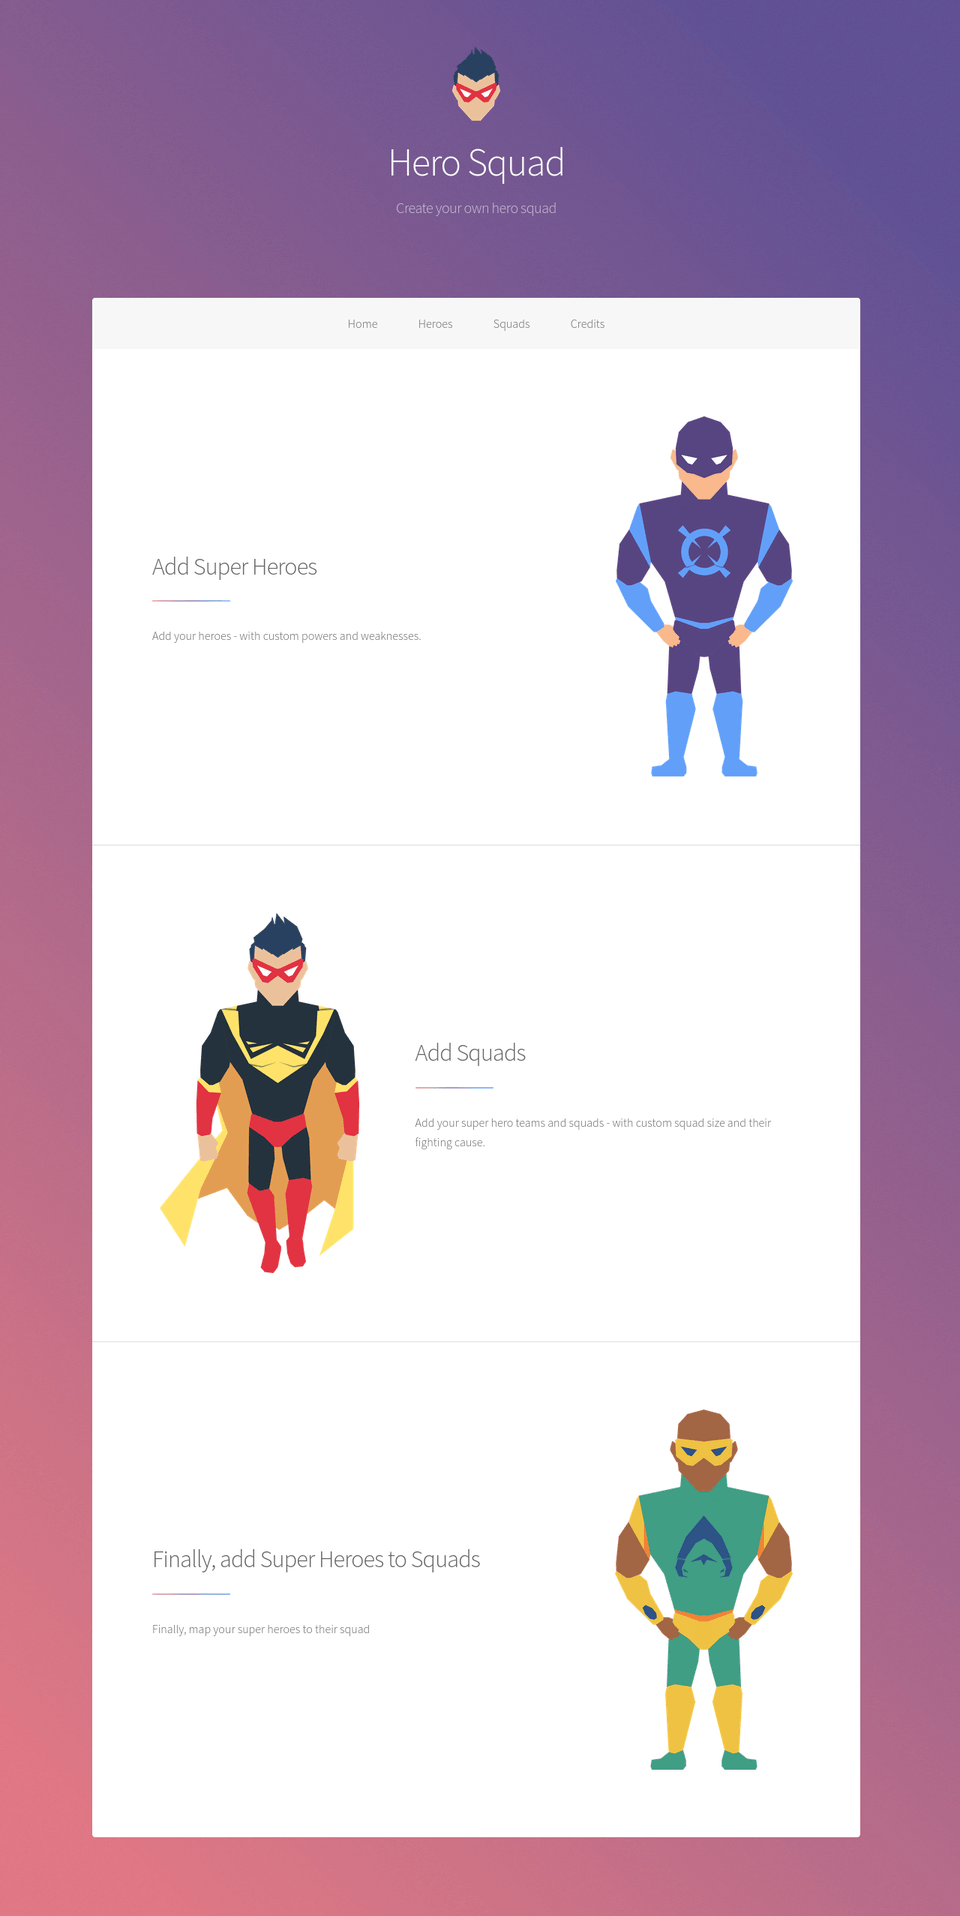 Hero Squad
Create your own hero squad
Home Heroes Squads Credits
Add Super Heroes
Add your heroes - with custom powers and weaknesses.
Add Squads
Add your super hero teams and squads - with custom squad size and their
fighting cause.
Finally, add Super Heroes to Squads
Finally, map your super heroes to their squad